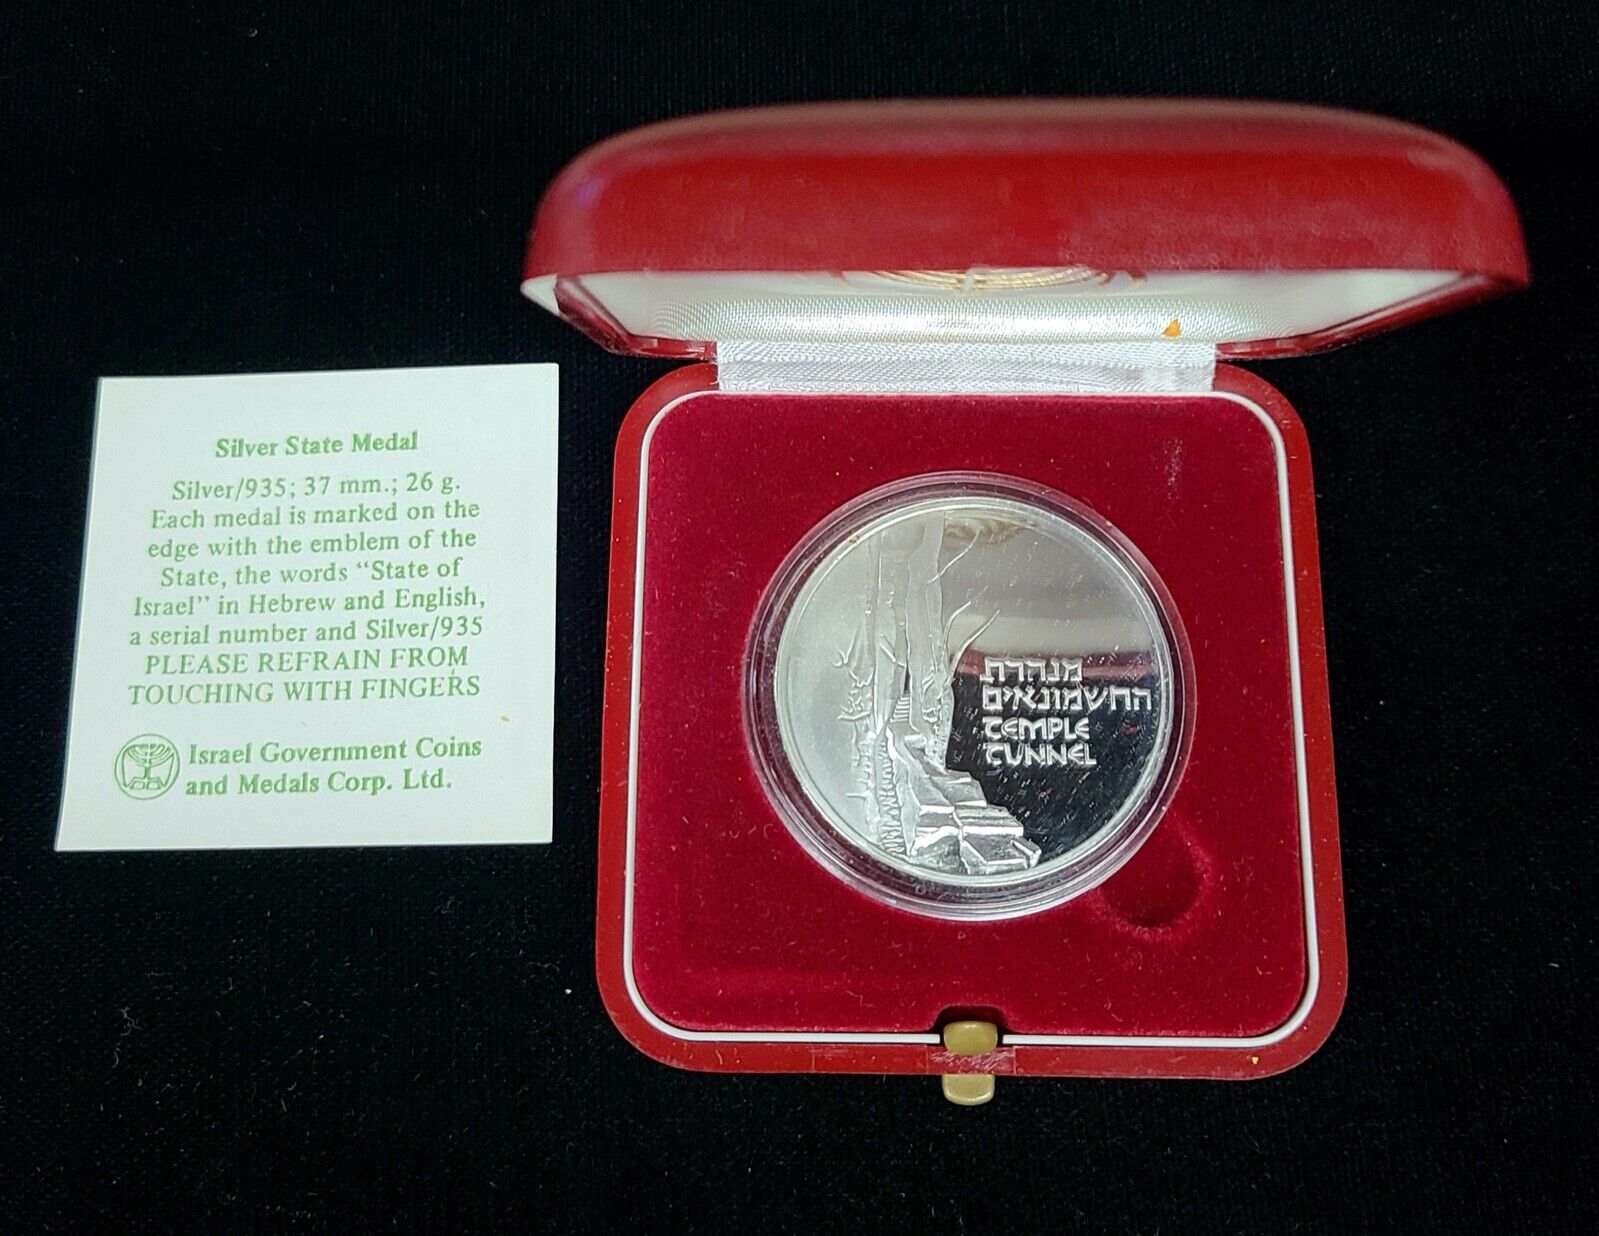 Silver State Medal
Silver/935; 37 mm.; 26 g.
Each medal is marked on the
edge with the emblem of the
State, the words "State of
Israel" in Hebrew and English,
a serial number and Silver/935
PLEASE REFRAIN FROM
TOUCHING WITH FINGERS
Israel Government Coins
and Medals Corp. Ltd.
מנהרת
החשמונאים
TEMPLE
TUNNEL